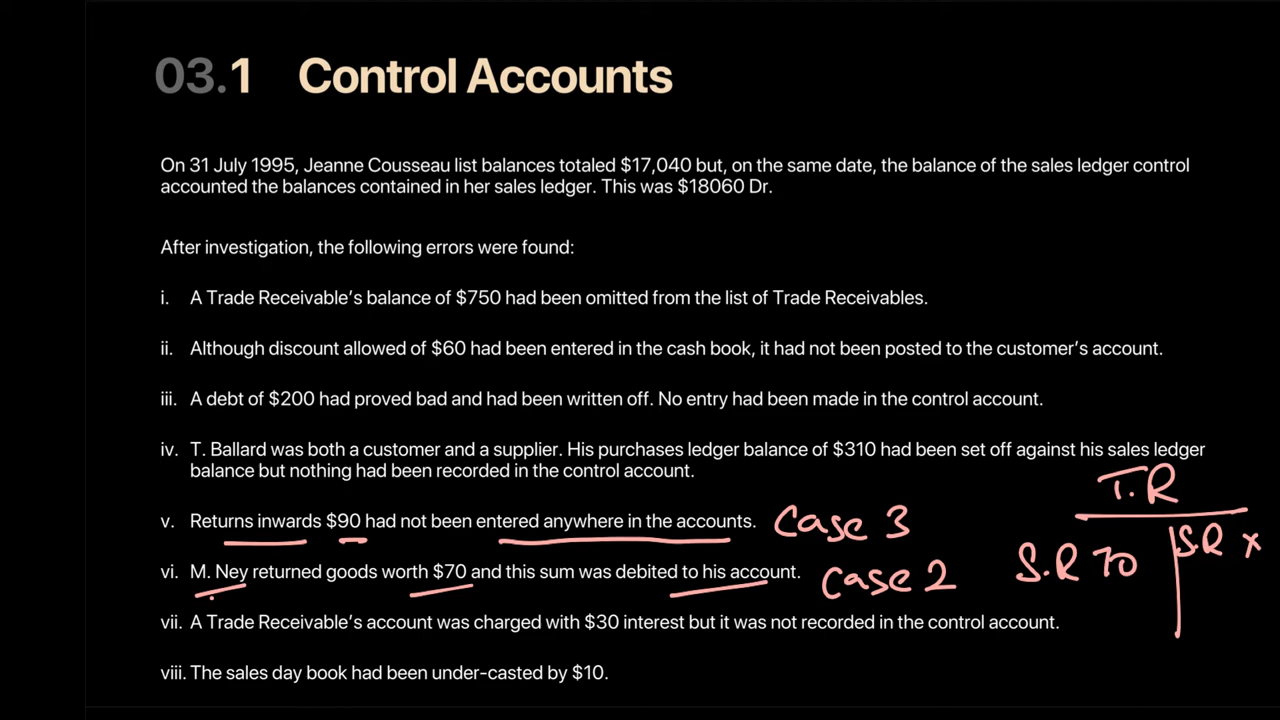 03.1 Control Accounts
On 31 July 1995, Jeanne Cousseau list balances totaled $17,040 but, on the same date, the balance of the sales ledger control
accounted the balances contained in her sales ledger. This was $18060 Dr.
After investigation, the following errors were found:
i. A Trade Receivable’s balance of $750 had been omitted from the list of Trade Receivables.
ii. Although discount allowed of $60 had been entered in the cash book, it had not been posted to the customer’s account.
iii. A debt of $200 had proved bad and had been written off. No entry had been made in the control account.
iv. T. Ballard was both a customer and a supplier. His purchases ledger balance of $310 had been set off against his sales ledger
balance but nothing had been recorded in the control account.
T.R
v. Returns inwards $90 had not been entered anywhere in the accounts. Case 3
S.R 70 S.R x
vi. M. Ney returned goods worth $70 and this sum was debited to his account. Case 2
vii. A Trade Receivable’s account was charged with $30 interest but it was not recorded in the control account.
viii. The sales day book had been under-casted by $10.